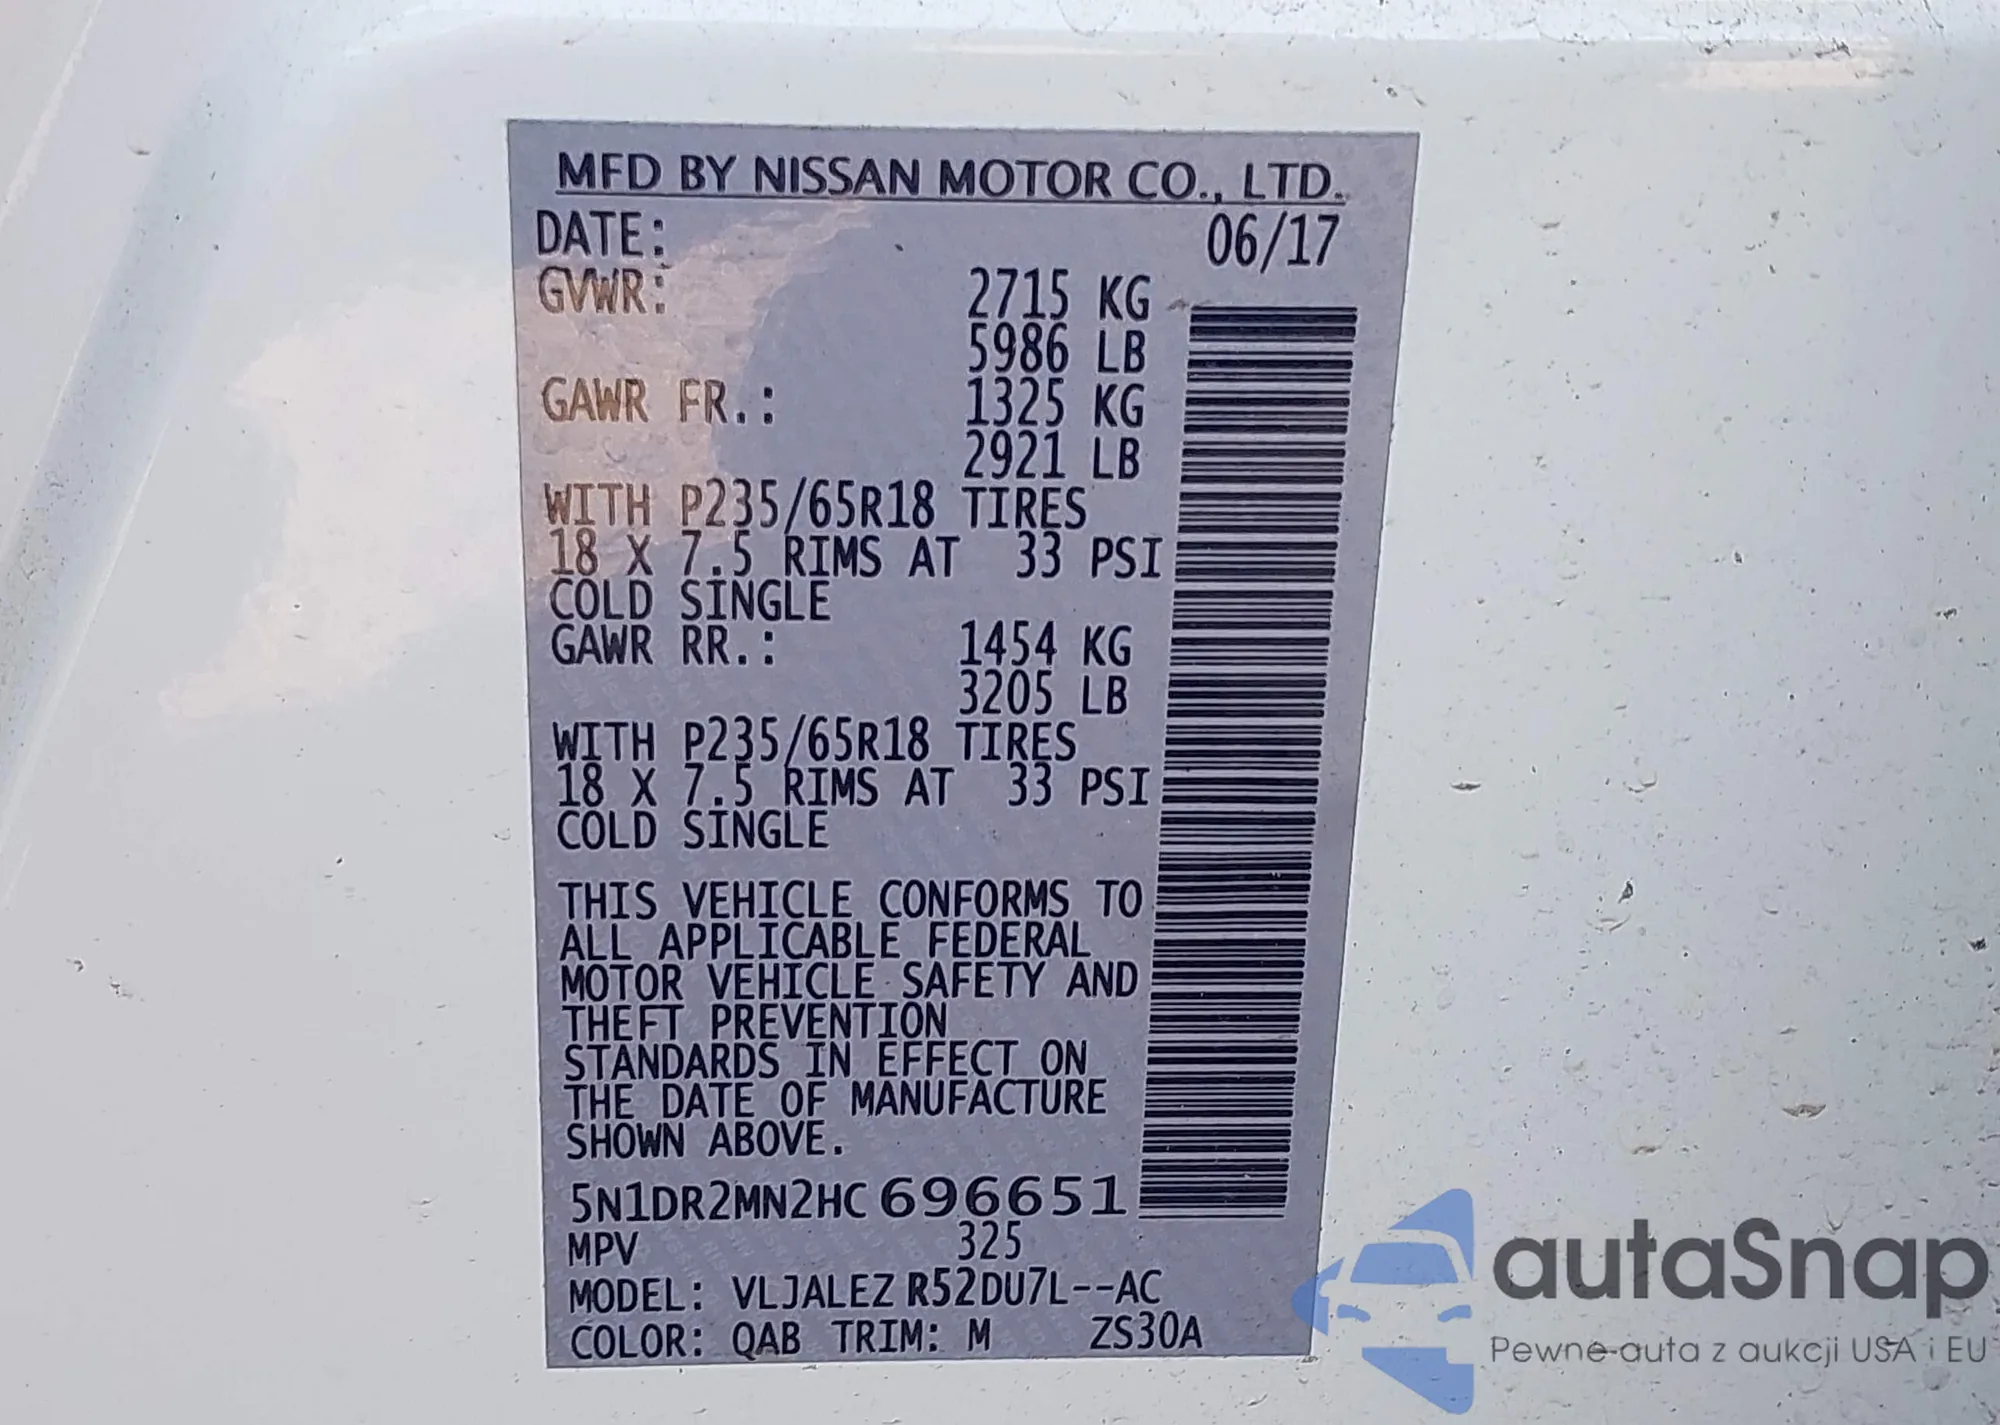 MFD BY NISSAN MOTOR CO., LTD.
DATE: 06/17
GVWR: 2715 KG
5986 LB
GAWR FR.: 1325 KG
2921 LB
WITH P235/65R18 TIRES
18 X 7.5 RIMS AT 33 PSI
COLD SINGLE
GAWR RR.: 1454 KG
3205 LB
WITH P235/65R18 TIRES
18 X 7.5 RIMS AT 33 PSI
COLD SINGLE
THIS VEHICLE CONFORMS TO
ALL APPLICABLE FEDERAL
MOTOR VEHICLE SAFETY AND
THEFT PREVENTION
STANDARDS IN EFFECT ON
THE DATE OF MANUFACTURE
SHOWN ABOVE.
5N1DR2MN2HC696651
MPV 325
MODEL: VLJALEZ R52DU7L--AC
COLOR: QAB TRIM: M ZS30A
autaSnap
Pewne-auta z aukcji USA i EU